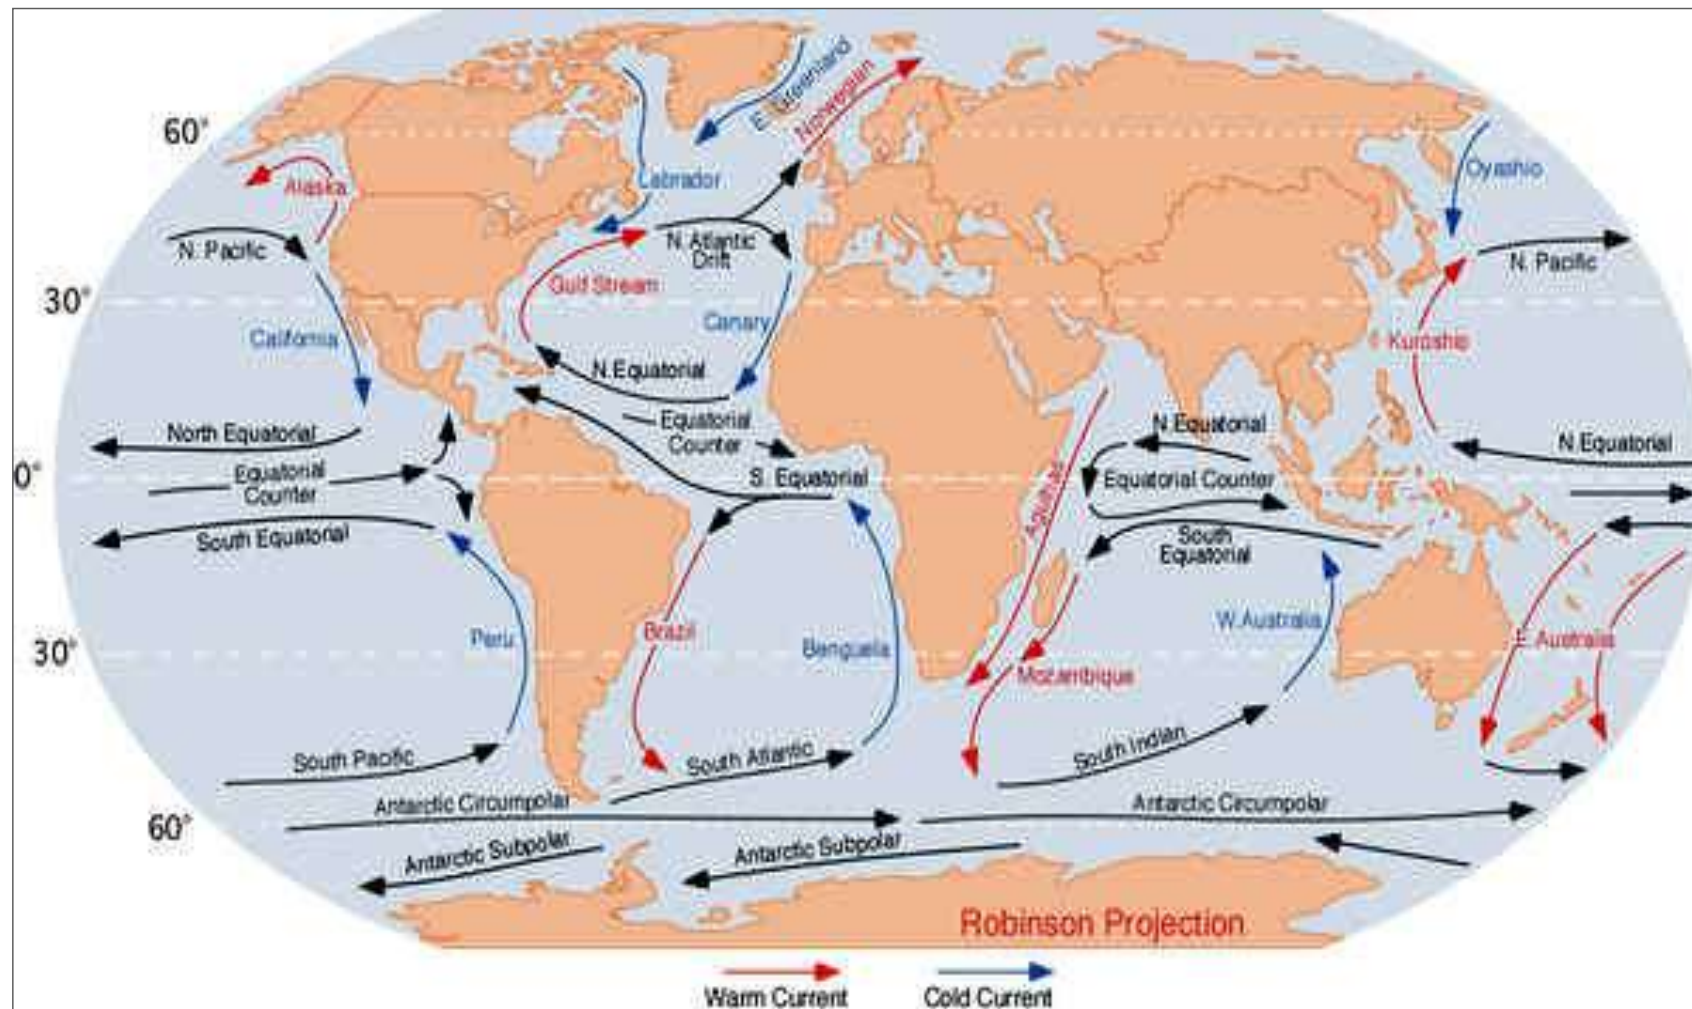 E. Greenland
Norwegian
60°
Alaska
Labrador
Oyashio
N. Pacific
N. Atlantic
Drift
N. Pacific
30°
Gulf Stream
California
Canary
Kuroship
N.Equatorial
North Equatorial
Equatorial
Counter
N.Equatorial
N.Equatorial
0°
Equatorial
Counter
S. Equatorial
Agulhas
Equatorial Counter
South Equatorial
South
Equatorial
Peru
Brazil
Benguela
W.Australia
E. Australia
30°
Mozambique
South Pacific
South Atlantic
South Indian
Antarctic Circumpolar
Antarctic Circumpolar
60°
Antarctic Subpolar
Antarctic Subpolar
Robinson Projection
Warm Current
Cold Current